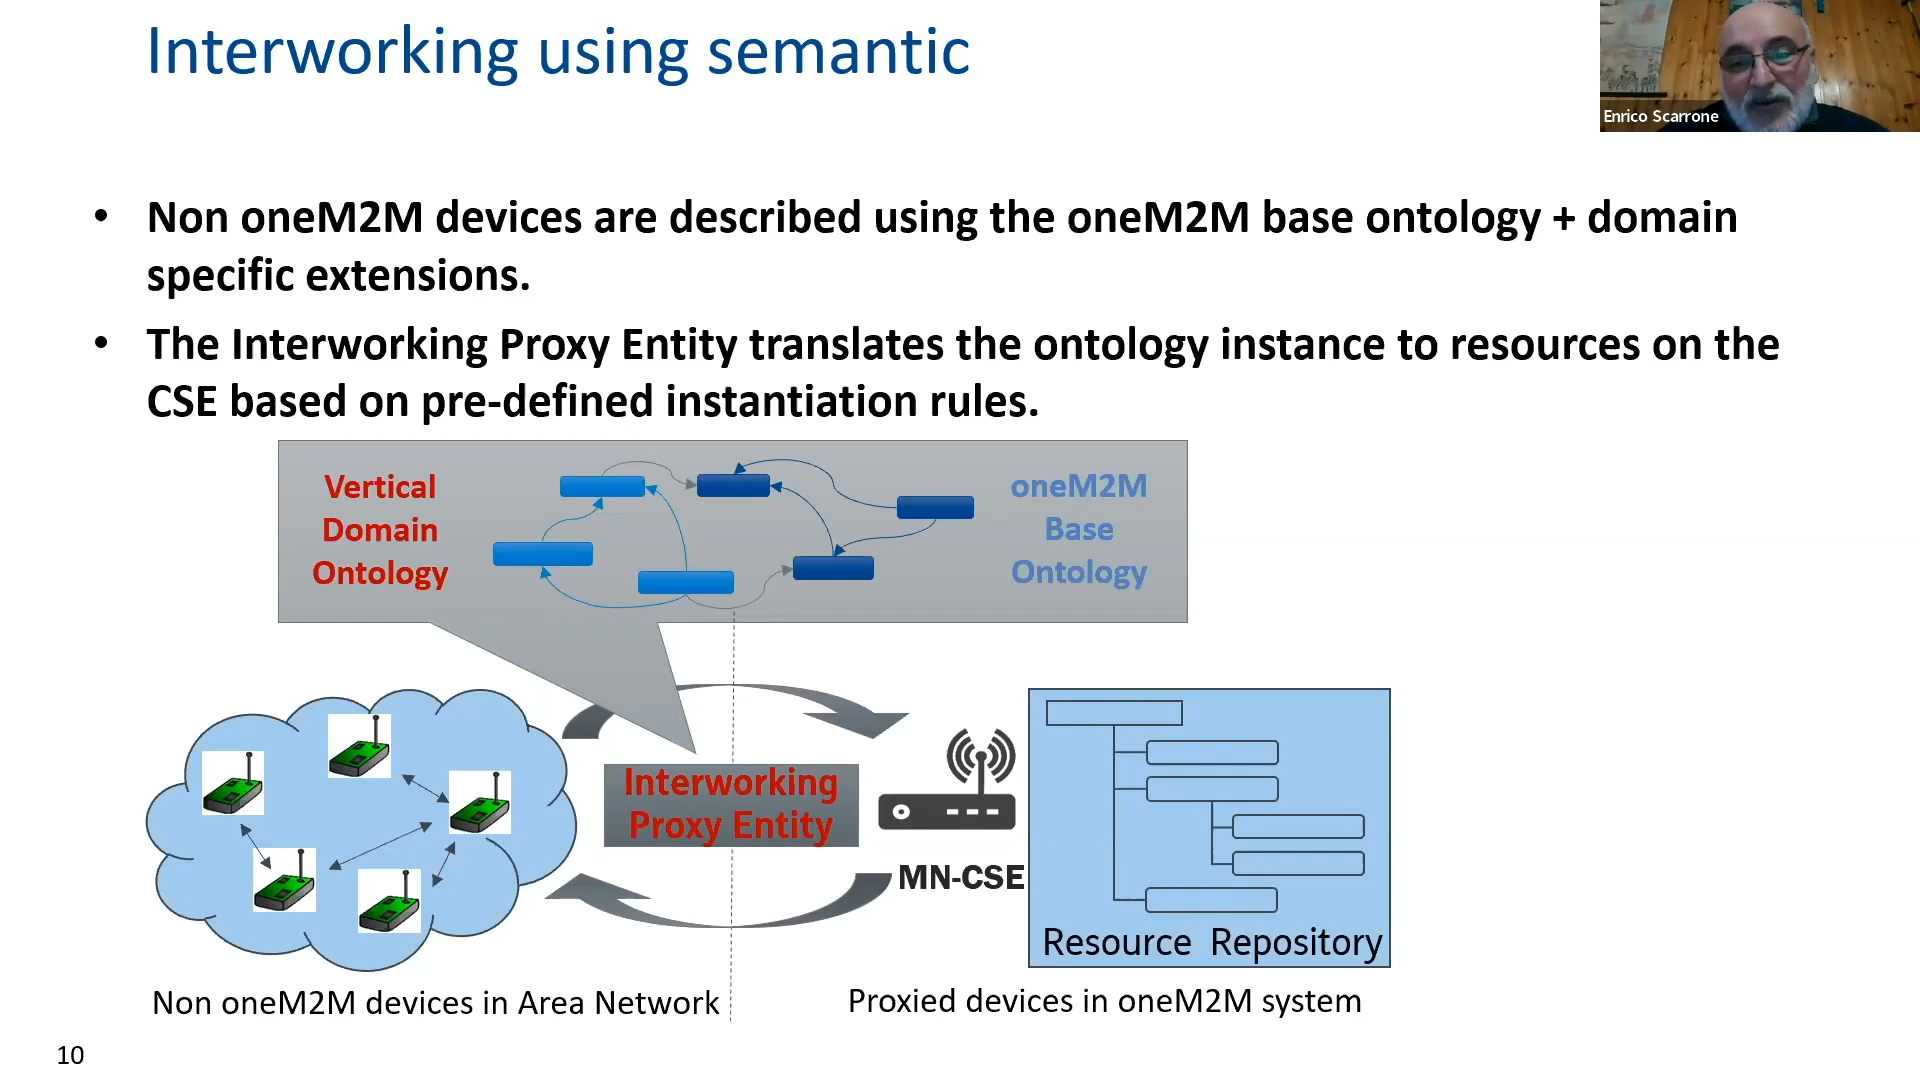 Interworking using semantic
Enrico Scarrone
• Non oneM2M devices are described using the oneM2M base ontology + domain
specific extensions.
• The Interworking Proxy Entity translates the ontology instance to resources on the
CSE based on pre-defined instantiation rules.
Vertical
Domain
Ontology
oneM2M
Base
Ontology
Interworking
Proxy Entity
MN-CSE
Resource Repository
Non oneM2M devices in Area Network
Proxied devices in oneM2M system
10